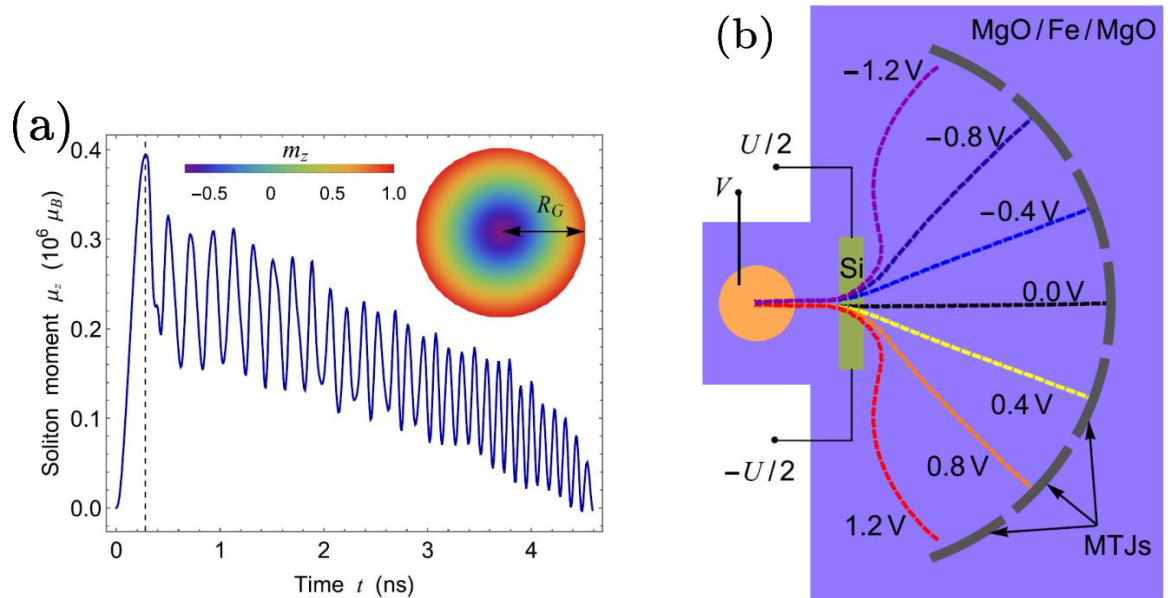 (a)
Soliton moment μz (10^6 μB)
0.4
0.3
0.2
0.1
0.0
0
1
2
3
4
Time t (ns)
mz
−0.5
0
0.5
1.0
RG
(b)
MgO/Fe/MgO
−1.2 V
−0.8 V
−0.4 V
0.0 V
0.4 V
0.8 V
1.2 V
U/2
V
Si
−U/2
MTJs